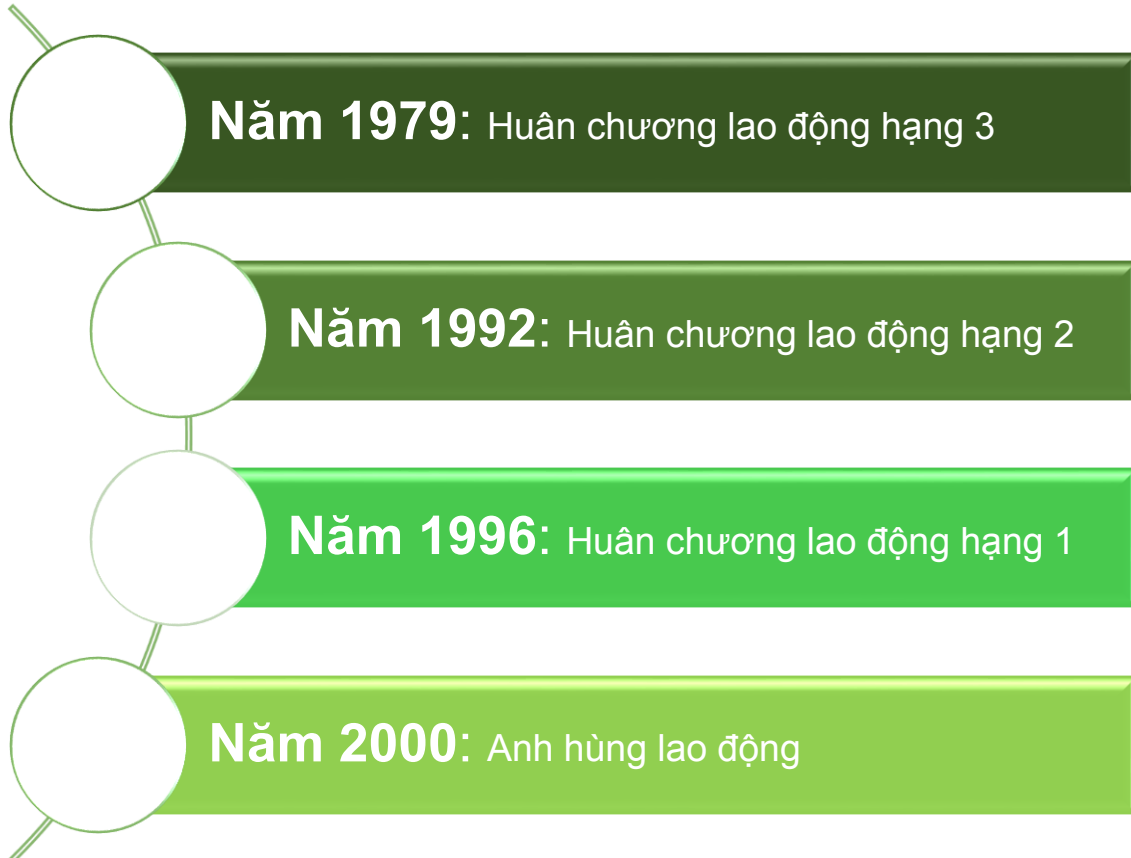 Năm 1979: Huân chương lao động hạng 3
Năm 1992: Huân chương lao động hạng 2
Năm 1996: Huân chương lao động hạng 1
Năm 2000: Anh hùng lao động